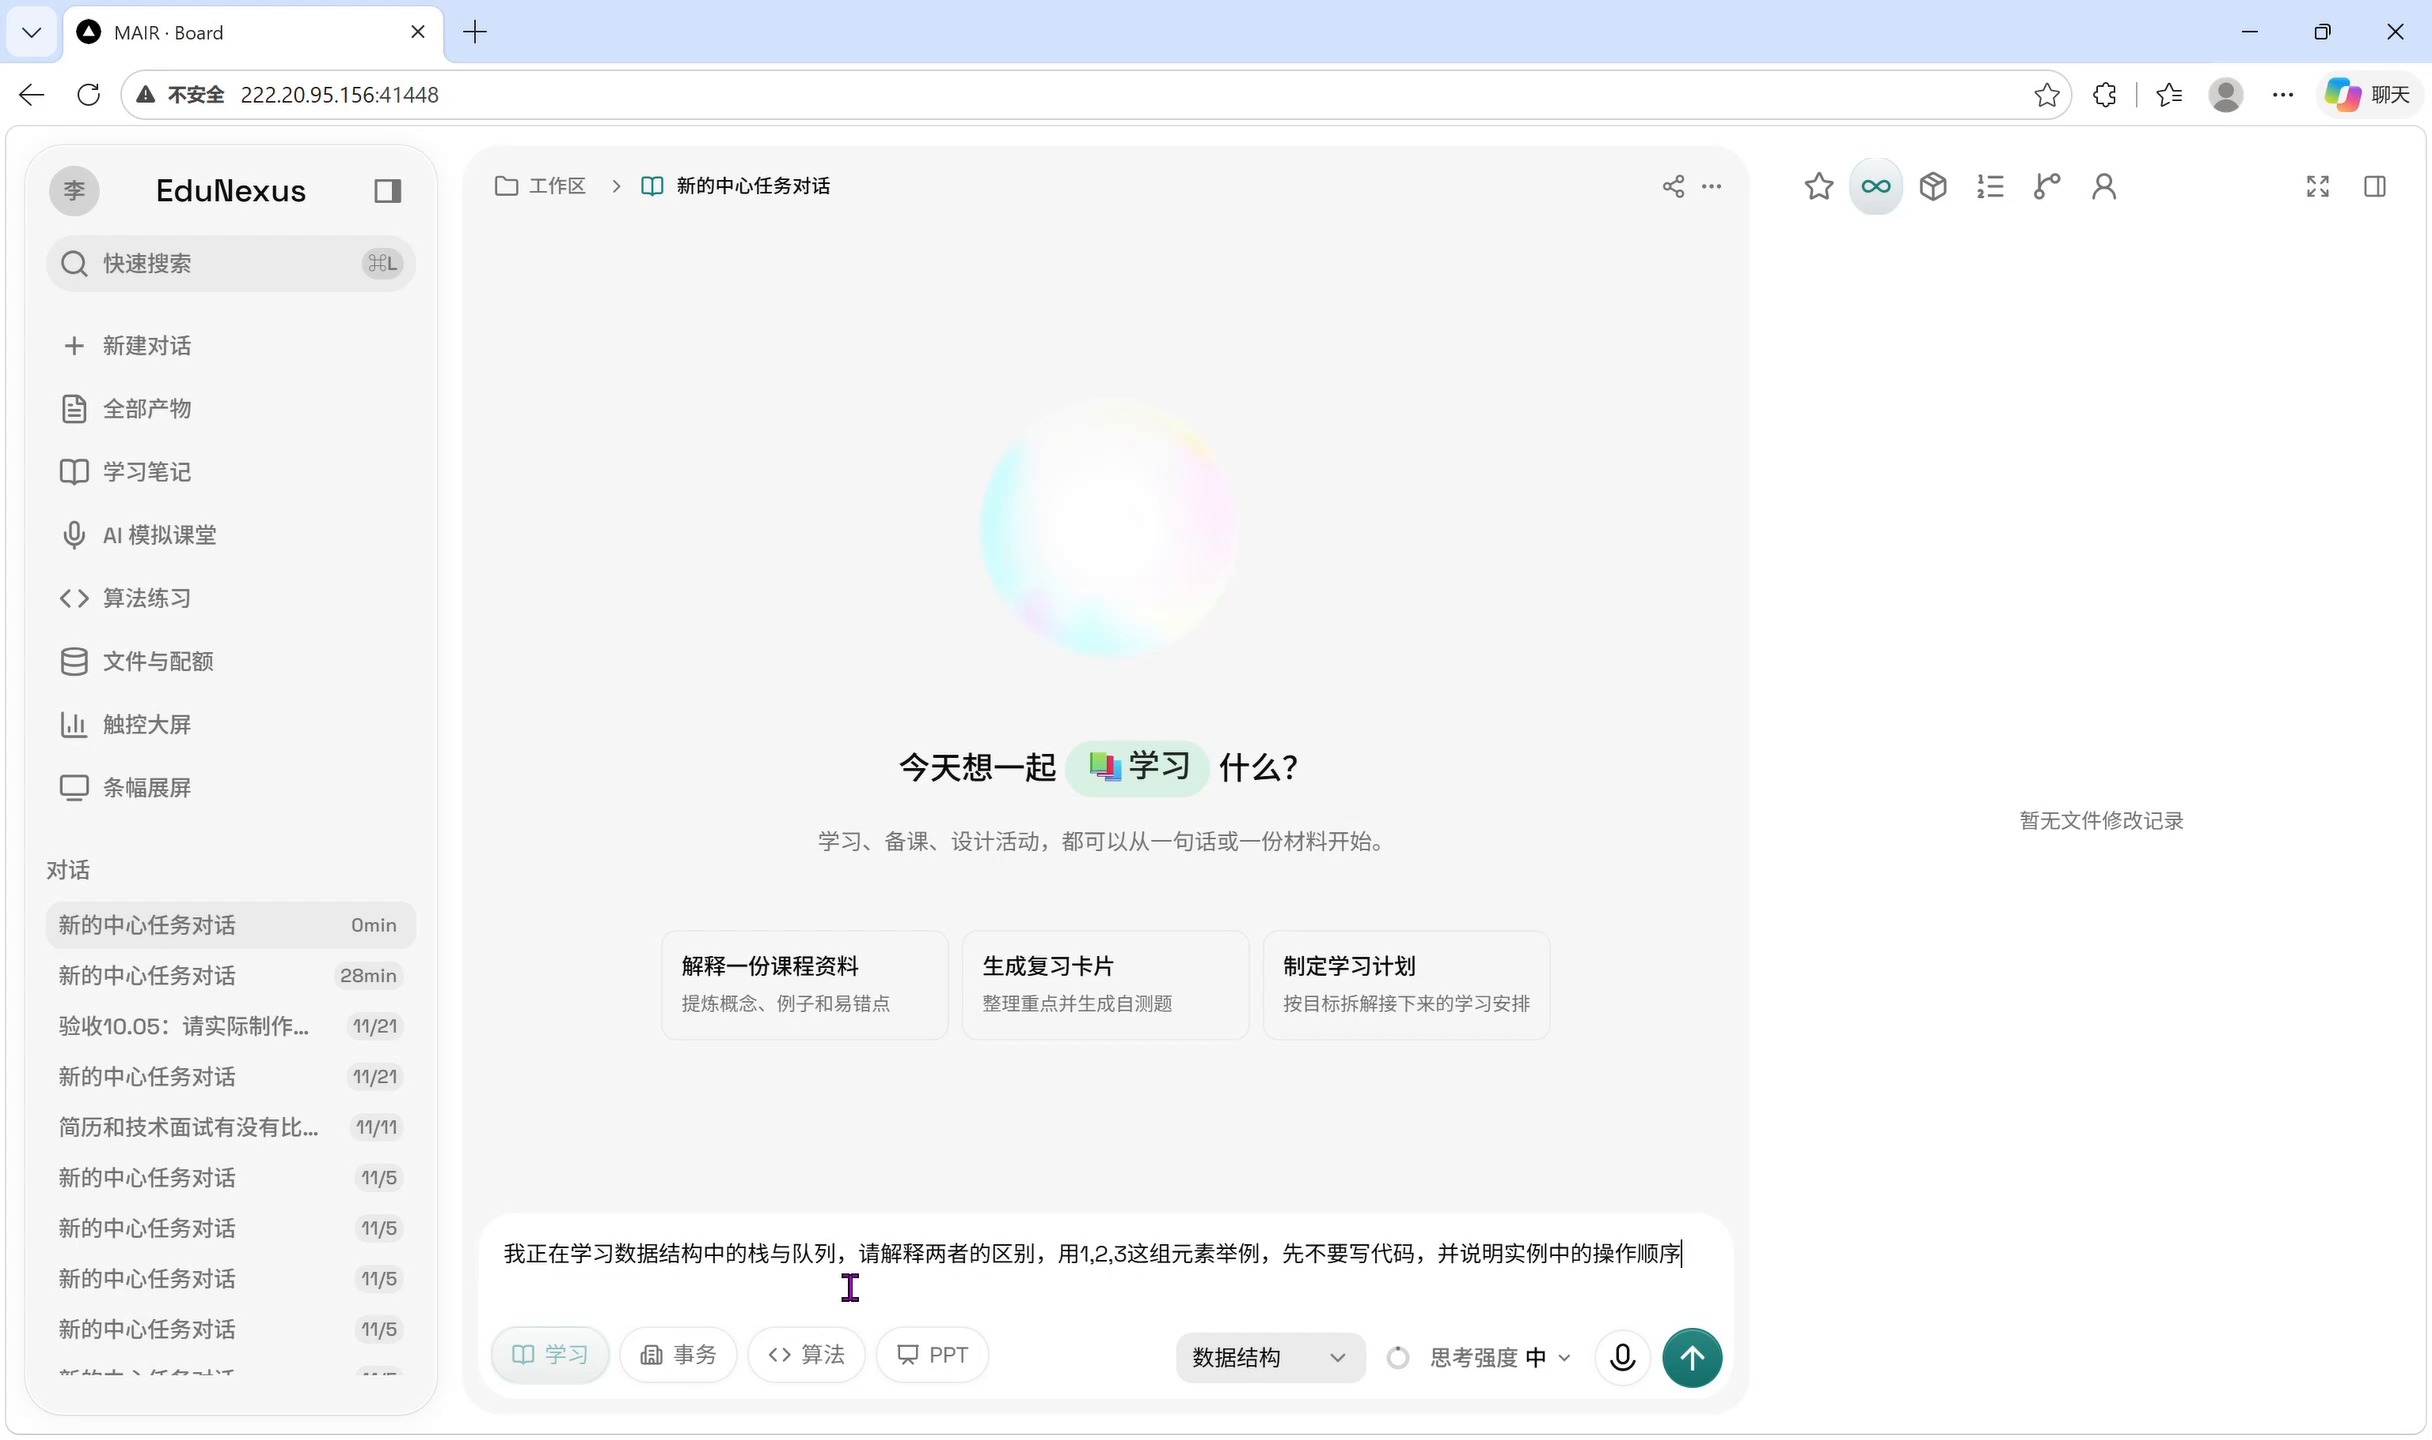 MAIR · Board
不安全 222.20.95.156:41448
聊天
李
EduNexus
快速搜索 ⌘L
新建对话
全部产物
学习笔记
AI 模拟课堂
算法练习
文件与配额
触控大屏
条幅展屏
对话
新的中心任务对话 0min
新的中心任务对话 28min
验收10.05：请实际制作... 11/21
新的中心任务对话 11/21
简历和技术面试有没有比... 11/11
新的中心任务对话 11/5
新的中心任务对话 11/5
新的中心任务对话 11/5
新的中心任务对话 11/5
工作区 > 新的中心任务对话
今天想一起 学习 什么？
学习、备课、设计活动，都可以从一句话或一份材料开始。
解释一份课程资料
提炼概念、例子和易错点
生成复习卡片
整理重点并生成自测题
制定学习计划
按目标拆解接下来的学习安排
我正在学习数据结构中的栈与队列，请解释两者的区别，用1,2,3这组元素举例，先不要写代码，并说明实例中的操作顺序
学习 事务 算法 PPT 数据结构 思考强度 中
暂无文件修改记录